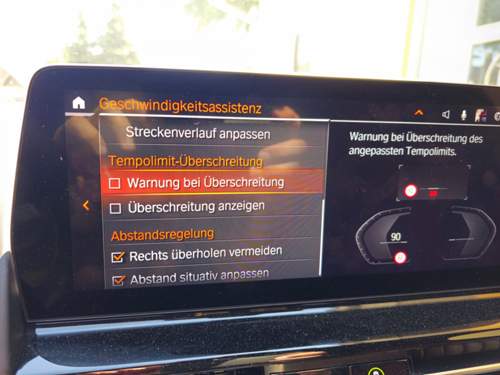 Geschwindigkeitsassistenz
Streckenverlauf anpassen
Tempolimit-Überschreitung
Warnung bei Überschreitung
Überschreitung anzeigen
Abstandsregelung
Rechts überholen vermeiden
Abstand situativ anpassen
Warnung bei Überschreitung des
angepassten Tempolimits.
90